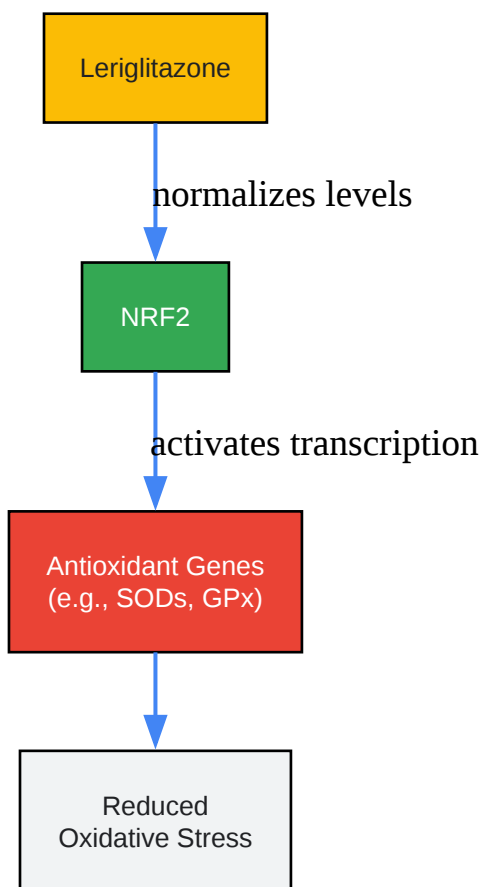 Leriglitazone
normalizes levels
NRF2
activates transcription
Antioxidant Genes
(e.g., SODs, GPx)
Reduced
Oxidative Stress